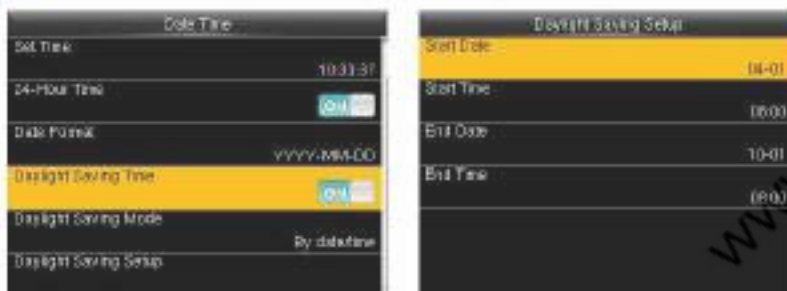 Date Time
Set Time
10:33:37
24-Hour Time
ON
Date Format
YYYY-MM-DD
Daylight Saving Time
ON
Daylight Saving Mode
By date/time
Daylight Saving Setup
Daylight Saving Setup
Start Date
04-01
Start Time
08:00
End Date
10-01
End Time
08:00